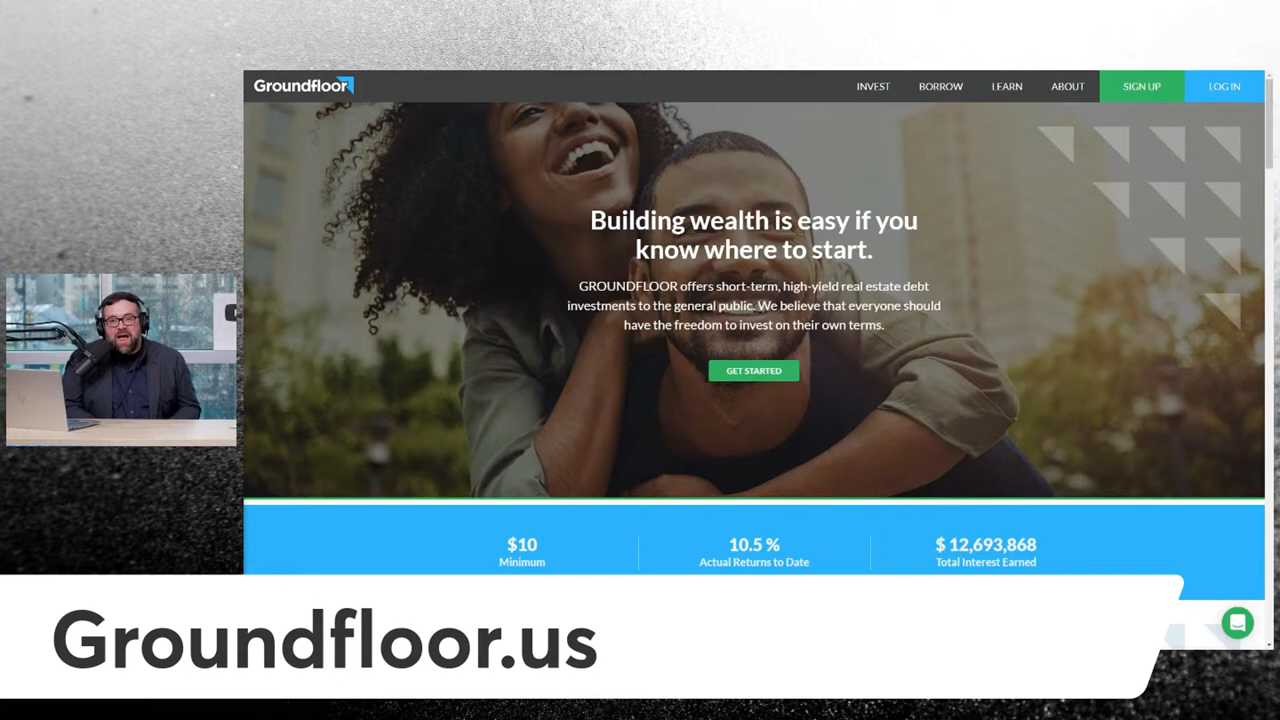 Groundfloor
INVEST
BORROW
LEARN
ABOUT
SIGN UP
LOG IN
Building wealth is easy if you
know where to start.
GROUNDFLOOR offers short-term, high-yield real estate debt
investments to the general public. We believe that everyone should
have the freedom to invest on their own terms.
GET STARTED
$10
Minimum
10.5 %
Actual Returns to Date
$ 12,693,868
Total Interest Earned
Groundfloor.us